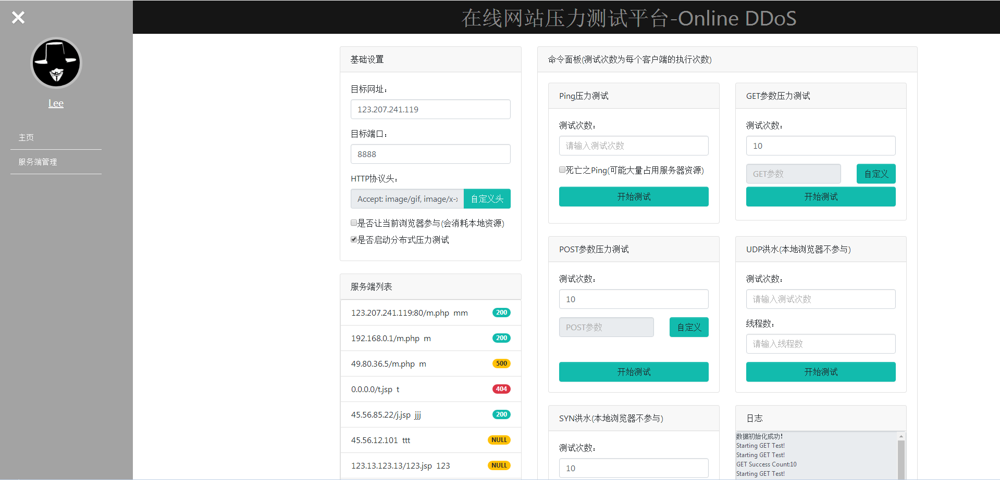 在线网站压力测试平台-Online DDoS
Lee
主页
服务端管理
基础设置
目标网址：
123.207.241.119
目标端口：
8888
HTTP协议头：
Accept: image/gif, image/x-x
自定义头
是否让当前浏览器参与(会消耗本地资源)
是否启动分布式压力测试
服务端列表
123.207.241.119:80/m.php mm 200
192.168.0.1/m.php m 200
49.80.36.5/m.php m 500
0.0.0.0/t.jsp t 404
45.56.85.22/j.jsp jjj 200
45.56.12.101 ttt NULL
123.13.123.13/123.jsp 123 NULL
命令面板(测试次数为每个客户端的执行次数)
Ping压力测试
测试次数：
请输入测试次数
死亡之Ping(可能大量占用服务器资源)
开始测试
GET参数压力测试
测试次数：
10
GET参数
自定义
开始测试
POST参数压力测试
测试次数：
10
POST参数
自定义
开始测试
UDP洪水(本地浏览器不参与)
测试次数：
请输入测试次数
线程数：
请输入线程数
开始测试
SYN洪水(本地浏览器不参与)
测试次数：
10
日志
数据初始化成功!
Starting GET Test!
Starting GET Test!
GET Success Count:10
Starting GET Test!